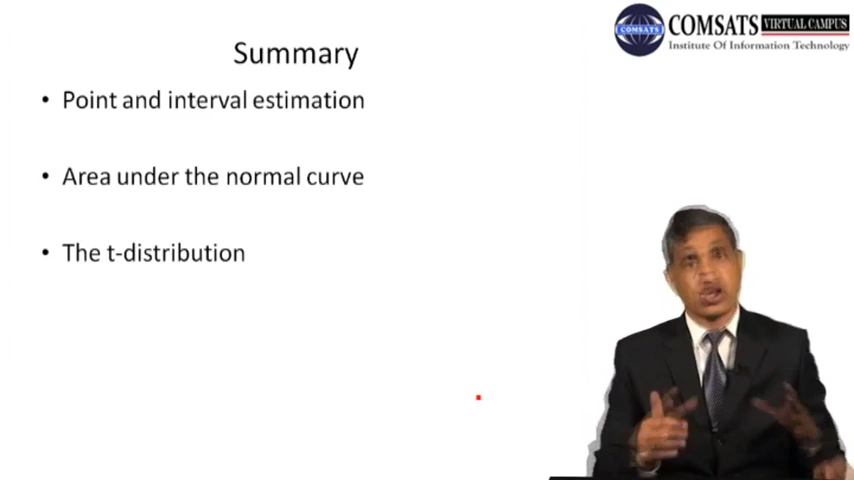 COMSATS VIRTUAL CAMPUS
COMSATS
Institute Of Information Technology
Summary
• Point and interval estimation
• Area under the normal curve
• The t-distribution